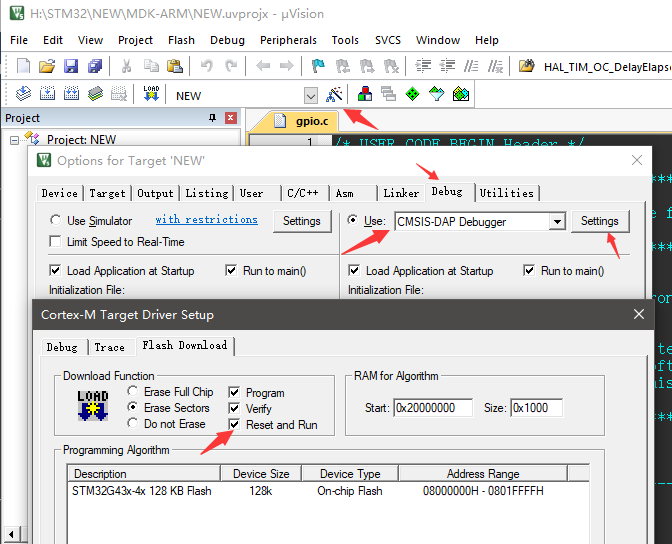 H:\STM32\NEW\MDK-ARM\NEW.uvprojx - µVision
File Edit View Project Flash Debug Peripherals Tools SVCS Window Help
HAL_TIM_OC_DelayElaps
LOAD NEW
Project
gpio.c
Project: NEW
1 /* USER CODE BEGIN Header */
Options for Target 'NEW'
Device Target Output Listing User C/C++ Asm Linker Debug Utilities
Use Simulator with restrictions Settings
Use: CMSIS-DAP Debugger Settings
Limit Speed to Real-Time
Load Application at Startup Run to main()
Load Application at Startup Run to main()
Initialization File:
Initialization File:
Cortex-M Target Driver Setup
Debug Trace Flash Download
Download Function
LOAD
Erase Full Chip
Erase Sectors
Do not Erase
Program
Verify
Reset and Run
RAM for Algorithm
Start: 0x20000000 Size: 0x1000
Programming Algorithm
Description Device Size Device Type Address Range
STM32G43x-4x 128 KB Flash 128k On-chip Flash 08000000H - 0801FFFFH